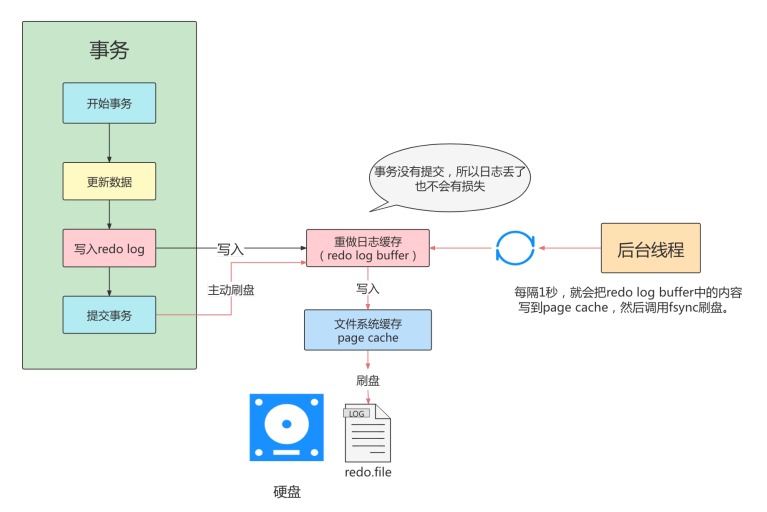 事务
开始事务
更新数据
写入redo log
提交事务
写入
主动刷盘
事务没有提交，所以日志丢了
也不会有损失
重做日志缓存
（redo log buffer）
写入
文件系统缓存
page cache
刷盘
LOG
redo.file
硬盘
后台线程
每隔1秒，就会把redo log buffer中的内容
写到page cache，然后调用fsync刷盘。